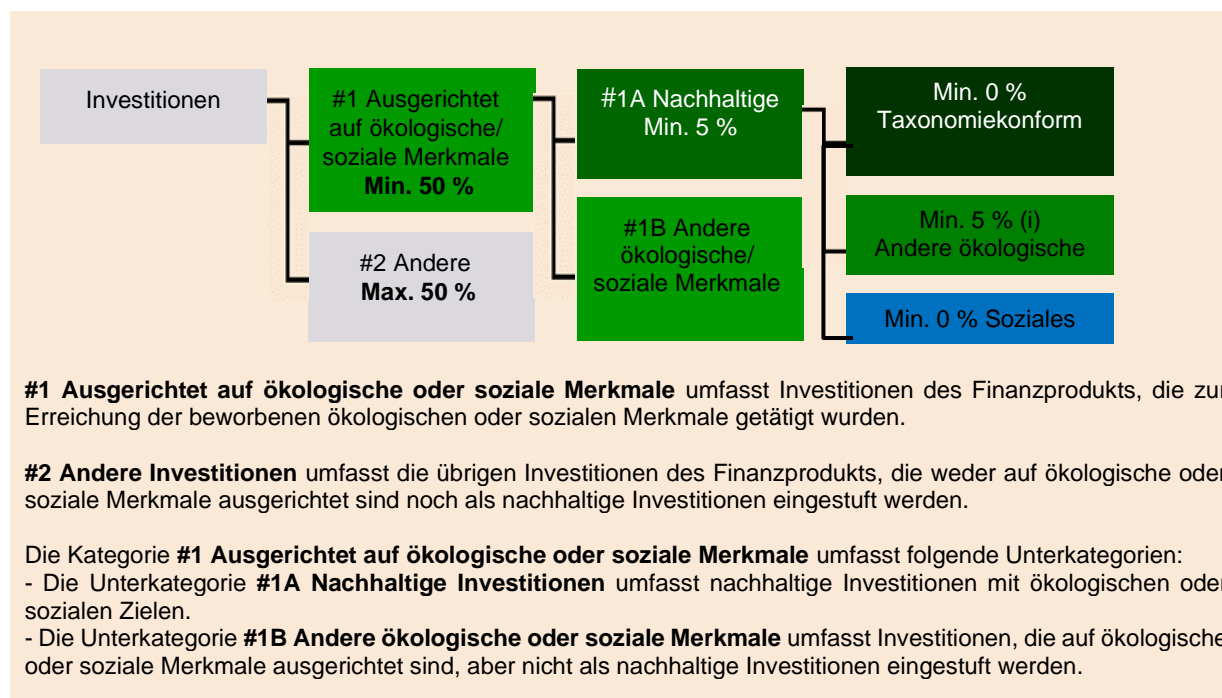 Investitionen
#1 Ausgerichtet
auf ökologische/
soziale Merkmale
Min. 50 %
#2 Andere
Max. 50 %
#1A Nachhaltige
Min. 5 %
#1B Andere
ökologische/
soziale Merkmale
Min. 0 %
Taxonomiekonform
Min. 5 % (i)
Andere ökologische
Min. 0 % Soziales
#1 Ausgerichtet auf ökologische oder soziale Merkmale umfasst Investitionen des Finanzprodukts, die zur
Erreichung der beworbenen ökologischen oder sozialen Merkmale getätigt wurden.
#2 Andere Investitionen umfasst die übrigen Investitionen des Finanzprodukts, die weder auf ökologische oder
soziale Merkmale ausgerichtet sind noch als nachhaltige Investitionen eingestuft werden.
Die Kategorie #1 Ausgerichtet auf ökologische oder soziale Merkmale umfasst folgende Unterkategorien:
- Die Unterkategorie #1A Nachhaltige Investitionen umfasst nachhaltige Investitionen mit ökologischen oder
sozialen Zielen.
- Die Unterkategorie #1B Andere ökologische oder soziale Merkmale umfasst Investitionen, die auf ökologische
oder soziale Merkmale ausgerichtet sind, aber nicht als nachhaltige Investitionen eingestuft werden.